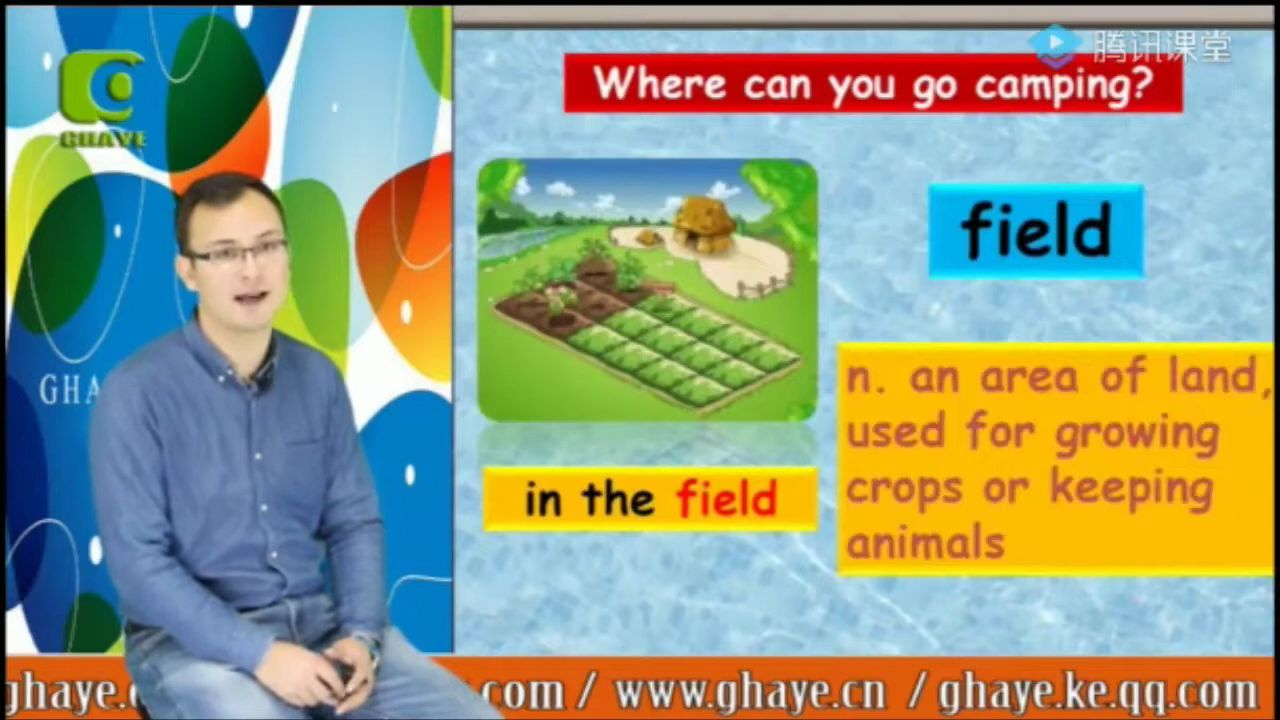 腾讯课堂
GHAYE
Where can you go camping?
field
GHA
n. an area of land,
used for growing
crops or keeping
animals
in the field
ghaye.c
.com / www.ghaye.cn / ghaye.ke.qq.com